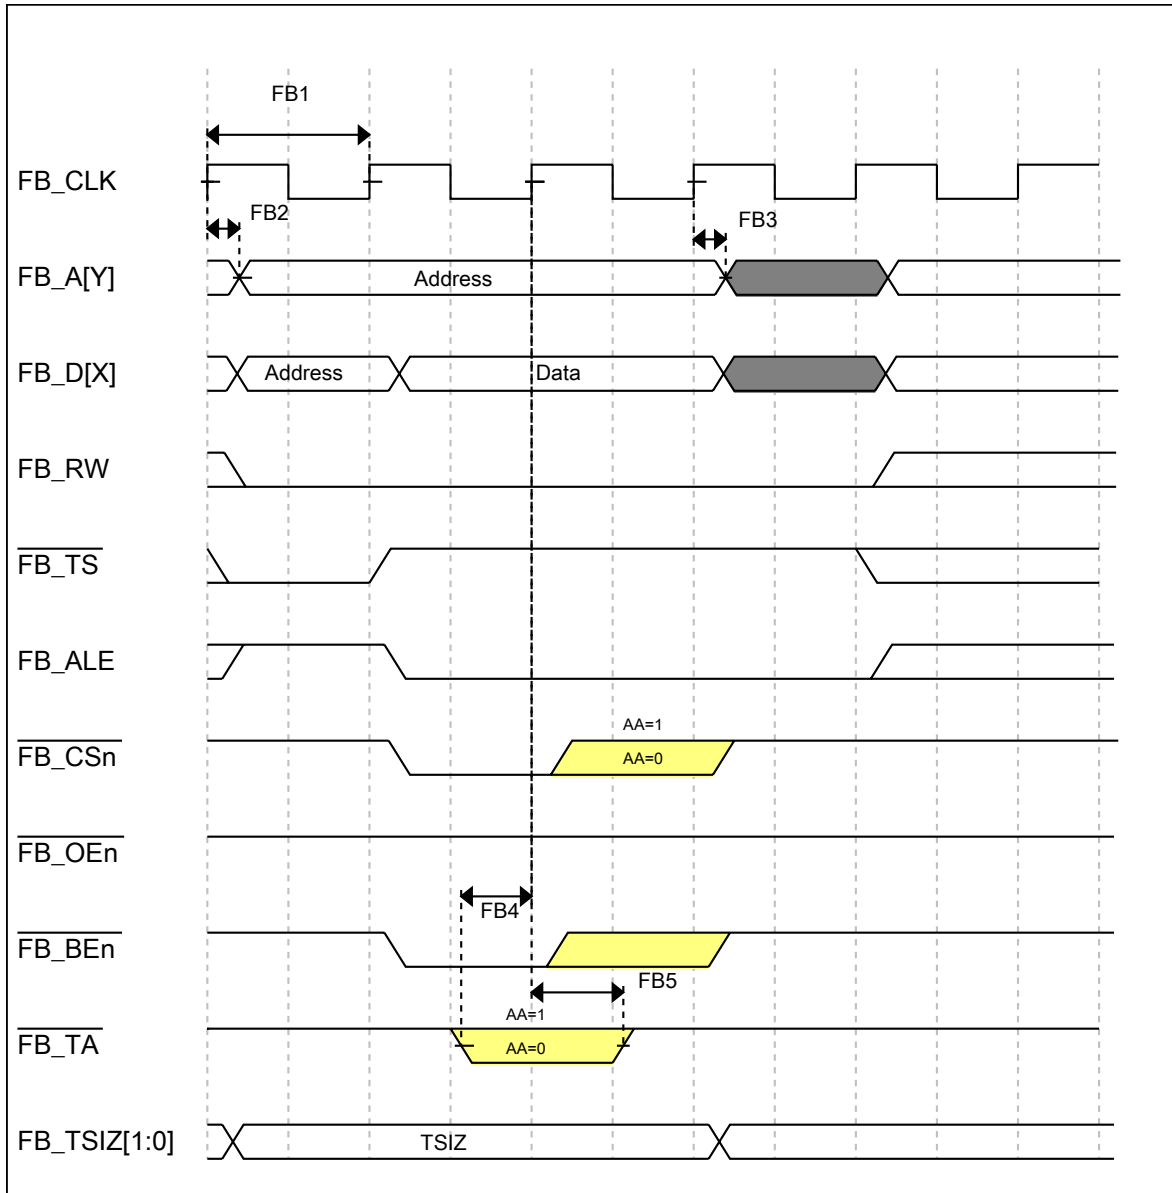 FB1
FB_CLK
FB2
FB3
FB_A[Y]
Address
FB_D[X]
Address
Data
FB_RW
FB_TS
FB_ALE
AA=1
FB_CSn
AA=0
FB_OEn
FB4
FB_BEn
FB5
AA=1
FB_TA
AA=0
FB_TSIZ[1:0]
TSIZ